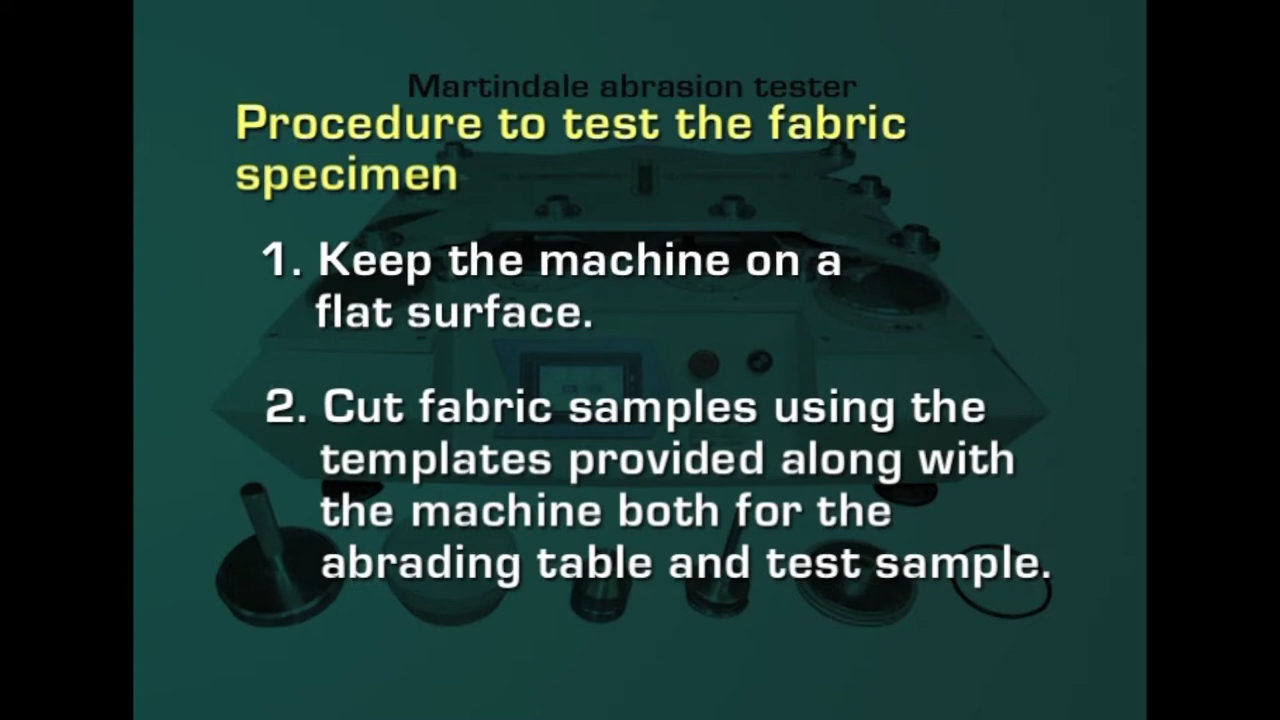 Martindale abrasion tester
Procedure to test the fabric
specimen
1. Keep the machine on a
flat surface.
2. Cut fabric samples using the
templates provided along with
the machine both for the
abrading table and test sample.